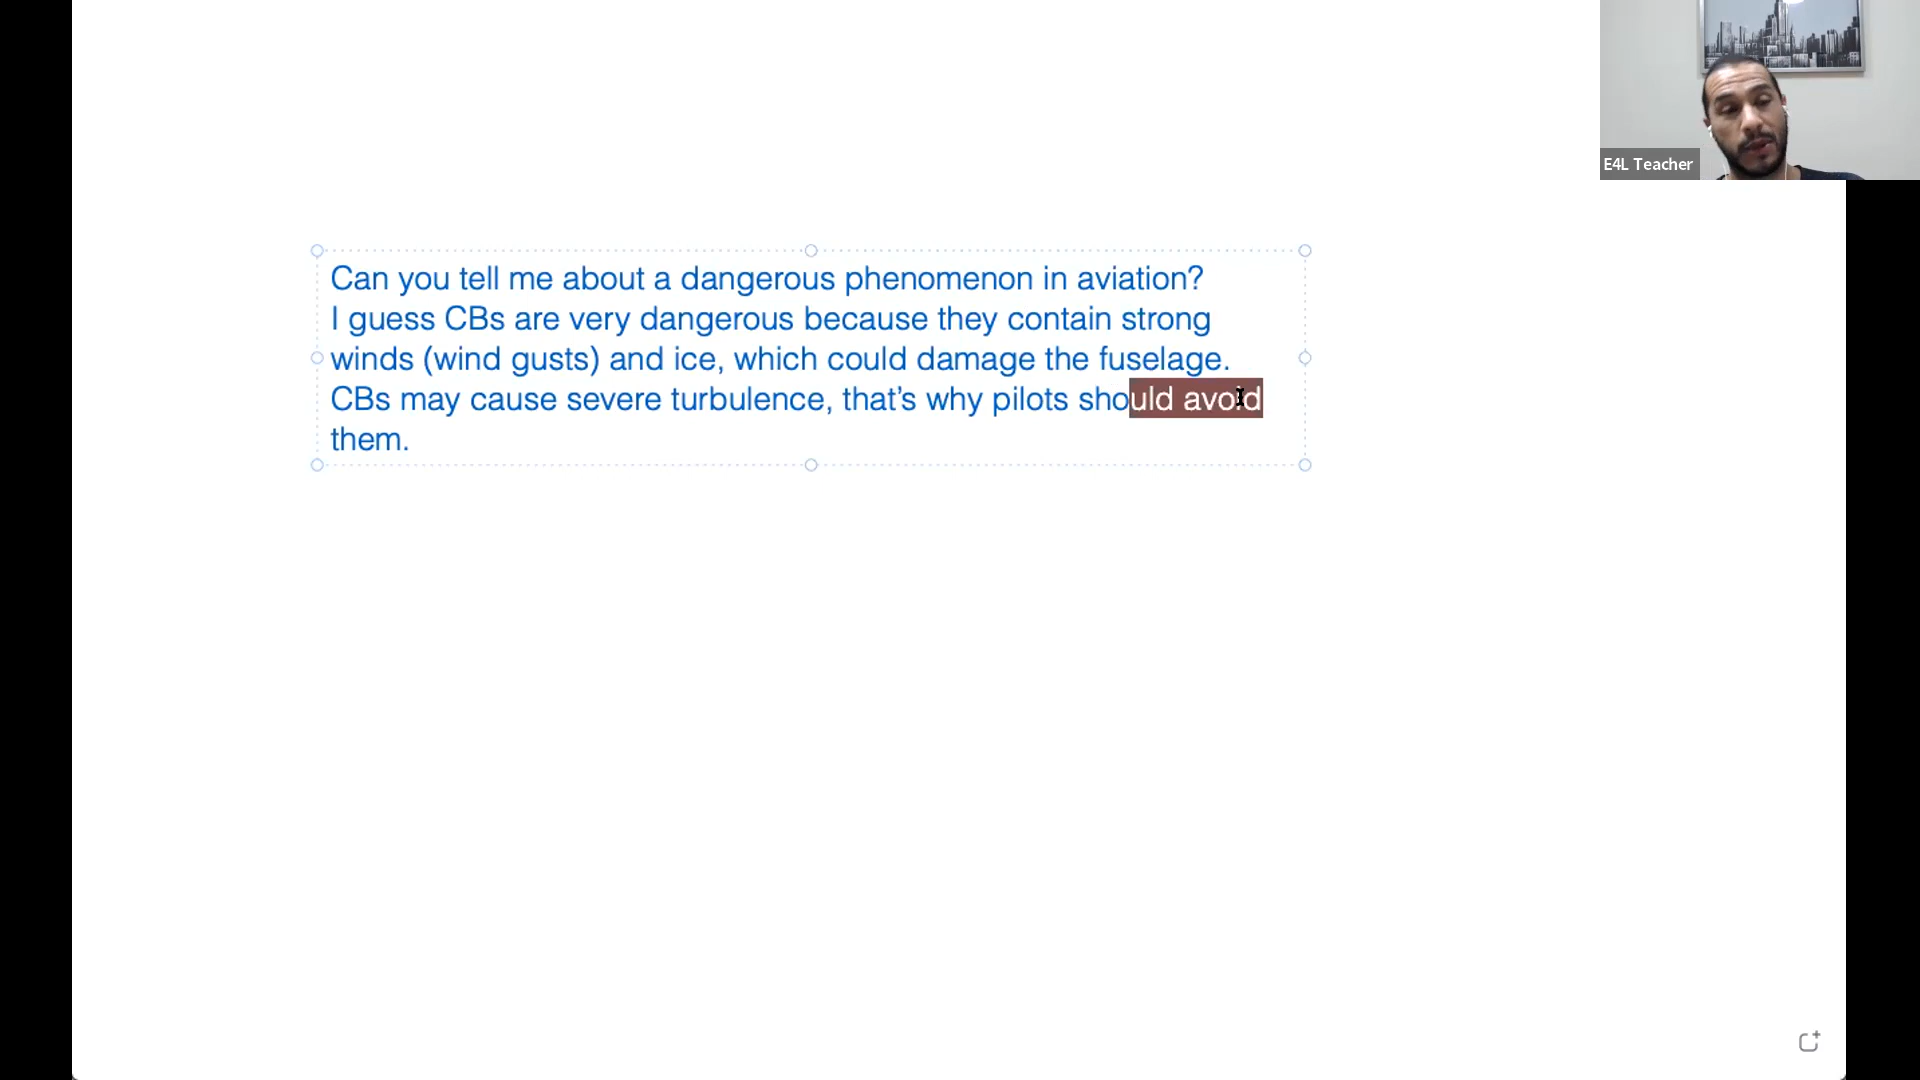 E4L Teacher
Can you tell me about a dangerous phenomenon in aviation?
I guess CBs are very dangerous because they contain strong
winds (wind gusts) and ice, which could damage the fuselage.
CBs may cause severe turbulence, that’s why pilots should avoid
them.